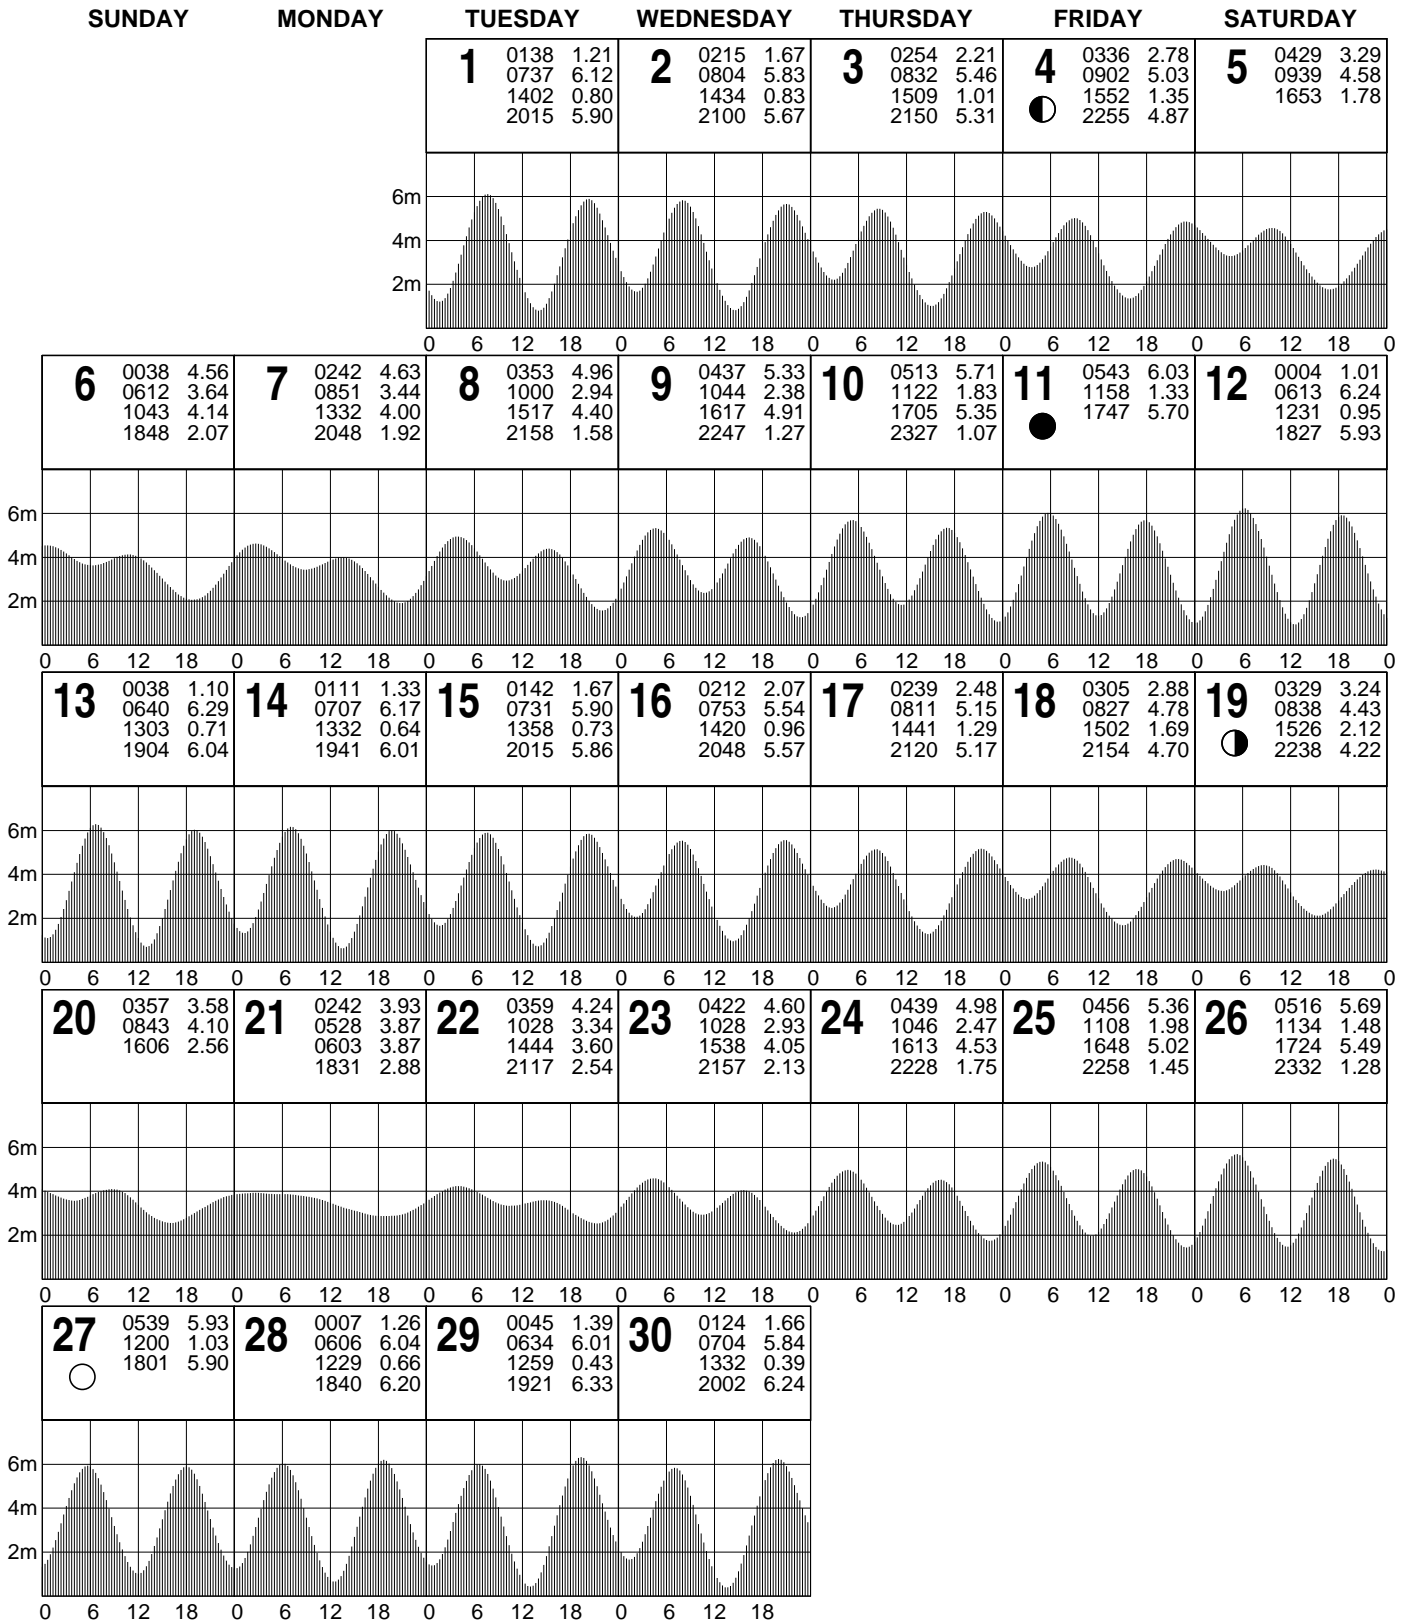 SUNDAY MONDAY TUESDAY WEDNESDAY THURSDAY FRIDAY SATURDAY
1 0138 1.21
0737 6.12
1402 0.80
2015 5.90
2 0215 1.67
0804 5.83
1434 0.83
2100 5.67
3 0254 2.21
0832 5.46
1509 1.01
2150 5.31
4 0336 2.78
0902 5.03
1552 1.35
2255 4.87
5 0429 3.29
0939 4.58
1653 1.78
6m
4m
2m
0 6 12 18 0 6 12 18 0 6 12 18 0 6 12 18 0 6 12 18 0
6 0038 4.56
0612 3.64
1043 4.14
1848 2.07
7 0242 4.63
0851 3.44
1332 4.00
2048 1.92
8 0353 4.96
1000 2.94
1517 4.40
2158 1.58
9 0437 5.33
1044 2.38
1617 4.91
2247 1.27
10 0513 5.71
1122 1.83
1705 5.35
2327 1.07
11 0543 6.03
1158 1.33
1747 5.70
12 0004 1.01
0613 6.24
1231 0.95
1827 5.93
6m
4m
2m
0 6 12 18 0 6 12 18 0 6 12 18 0 6 12 18 0 6 12 18 0 6 12 18 0 6 12 18 0
13 0038 1.10
0640 6.29
1303 0.71
1904 6.04
14 0111 1.33
0707 6.17
1332 0.64
1941 6.01
15 0142 1.67
0731 5.90
1358 0.73
2015 5.86
16 0212 2.07
0753 5.54
1420 0.96
2048 5.57
17 0239 2.48
0811 5.15
1441 1.29
2120 5.17
18 0305 2.88
0827 4.78
1502 1.69
2154 4.70
19 0329 3.24
0838 4.43
1526 2.12
2238 4.22
6m
4m
2m
0 6 12 18 0 6 12 18 0 6 12 18 0 6 12 18 0 6 12 18 0 6 12 18 0 6 12 18 0
20 0357 3.58
0843 4.10
1606 2.56
21 0242 3.93
0528 3.87
0603 3.87
1831 2.88
22 0359 4.24
1028 3.34
1444 3.60
2117 2.54
23 0422 4.60
1028 2.93
1538 4.05
2157 2.13
24 0439 4.98
1046 2.47
1613 4.53
2228 1.75
25 0456 5.36
1108 1.98
1648 5.02
2258 1.45
26 0516 5.69
1134 1.48
1724 5.49
2332 1.28
6m
4m
2m
0 6 12 18 0 6 12 18 0 6 12 18 0 6 12 18 0 6 12 18 0 6 12 18 0 6 12 18 0
27 0539 5.93
1200 1.03
1801 5.90
28 0007 1.26
0606 6.04
1229 0.66
1840 6.20
29 0045 1.39
0634 6.01
1259 0.43
1921 6.33
30 0124 1.66
0704 5.84
1332 0.39
2002 6.24
6m
4m
2m
0 6 12 18 0 6 12 18 0 6 12 18 0 6 12 18